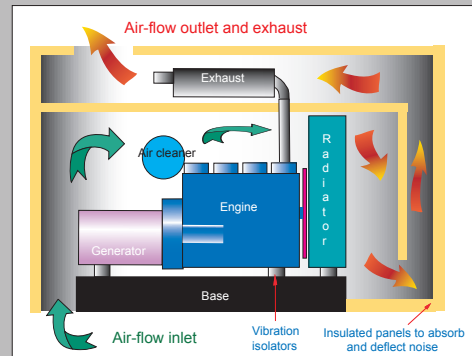 Air-flow outlet and exhaust
Exhaust
Air cleaner
Radiator
Engine
Generator
Base
Air-flow inlet
Vibration
isolators
Insulated panels to absorb
and deflect noise